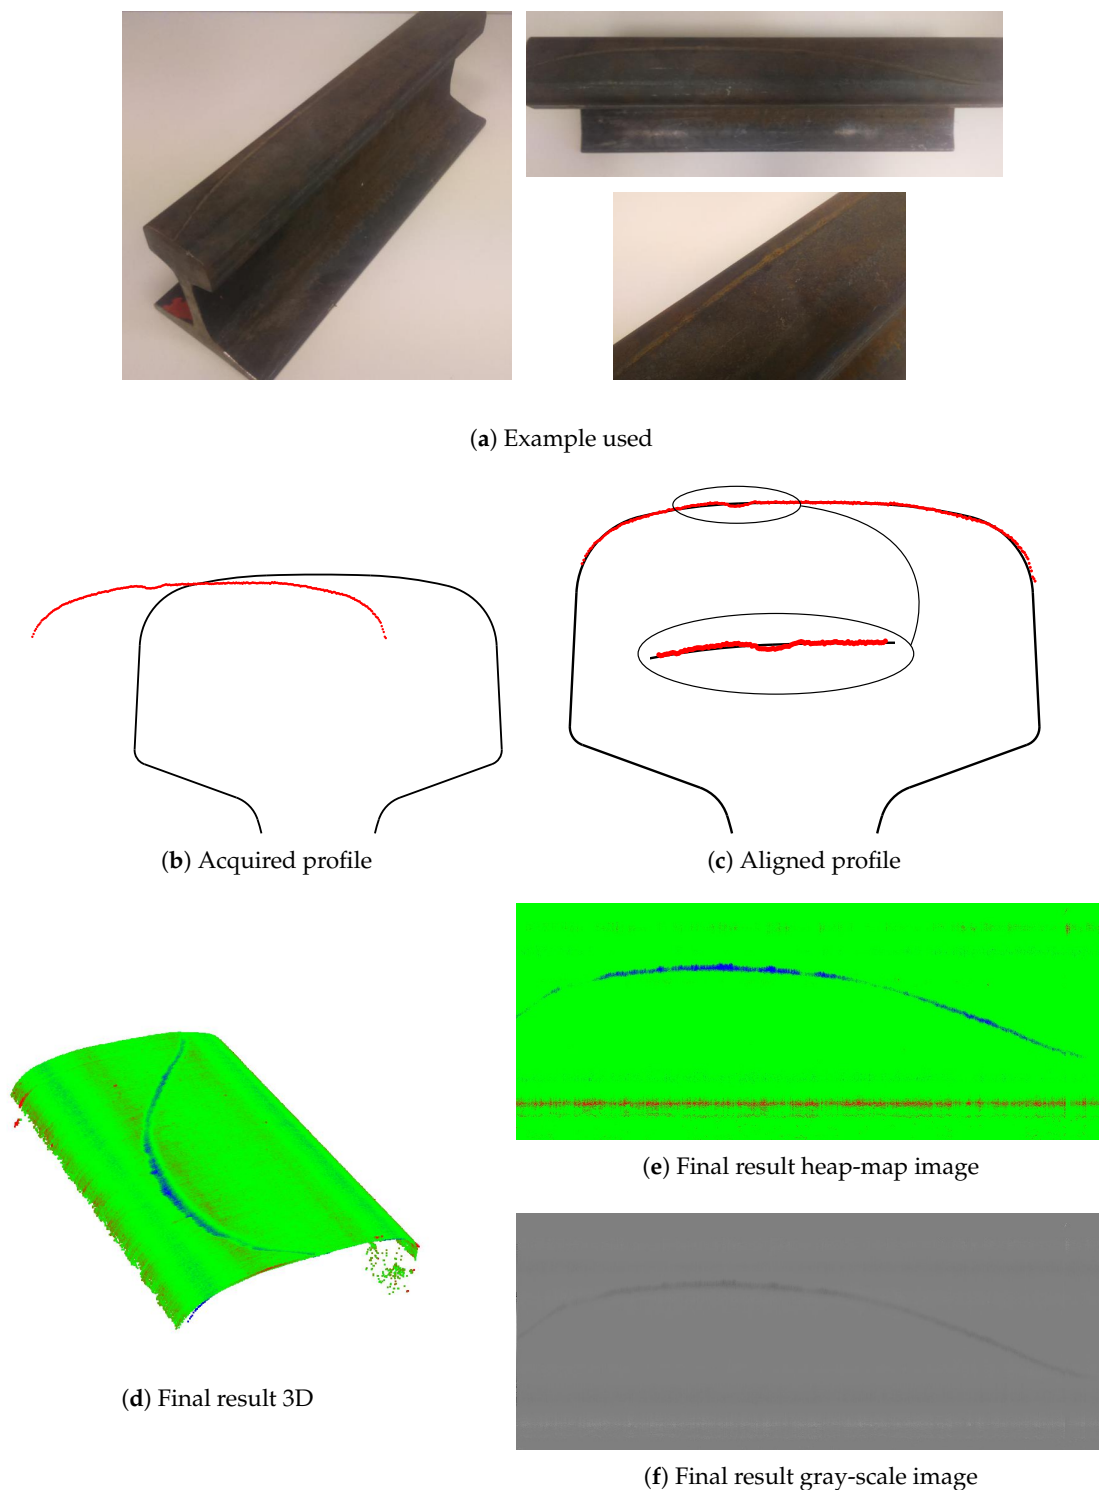 (a) Example used
(b) Acquired profile
(c) Aligned profile
(d) Final result 3D
(e) Final result heap-map image
(f) Final result gray-scale image